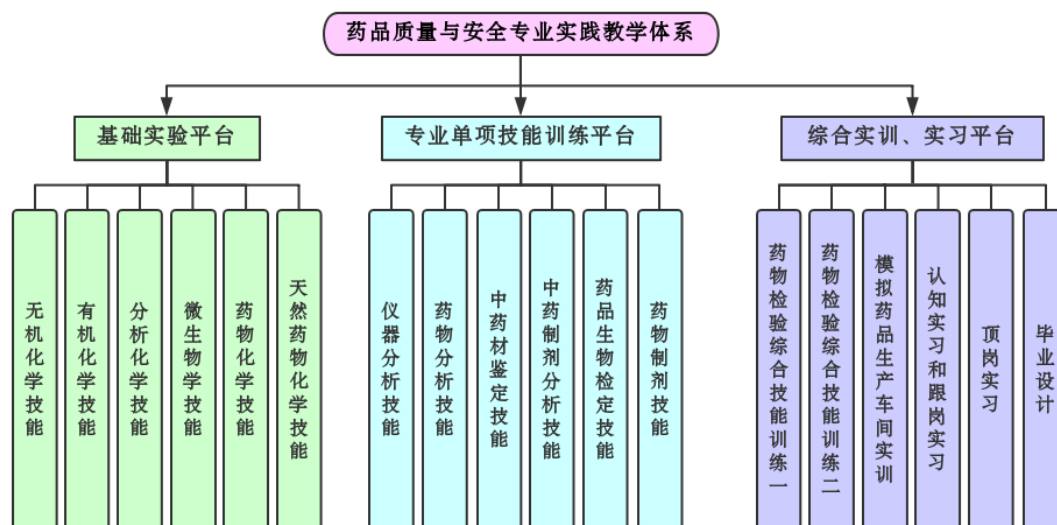 药品质量与安全专业实践教学体系
基础实验平台
专业单项技能训练平台
综合实训、实习平台
无机化学技能
有机化学技能
分析化学技能
微生物学技能
药物化学技能
天然药物化学技能
仪器分析技能
药物分析技能
中药材鉴定技能
中药制剂分析技能
药品生物检定技能
药物制剂技能
药物检验综合技能训练一
药物检验综合技能训练二
模拟药品生产车间实训
认知实习和跟岗实习
顶岗实习
毕业设计